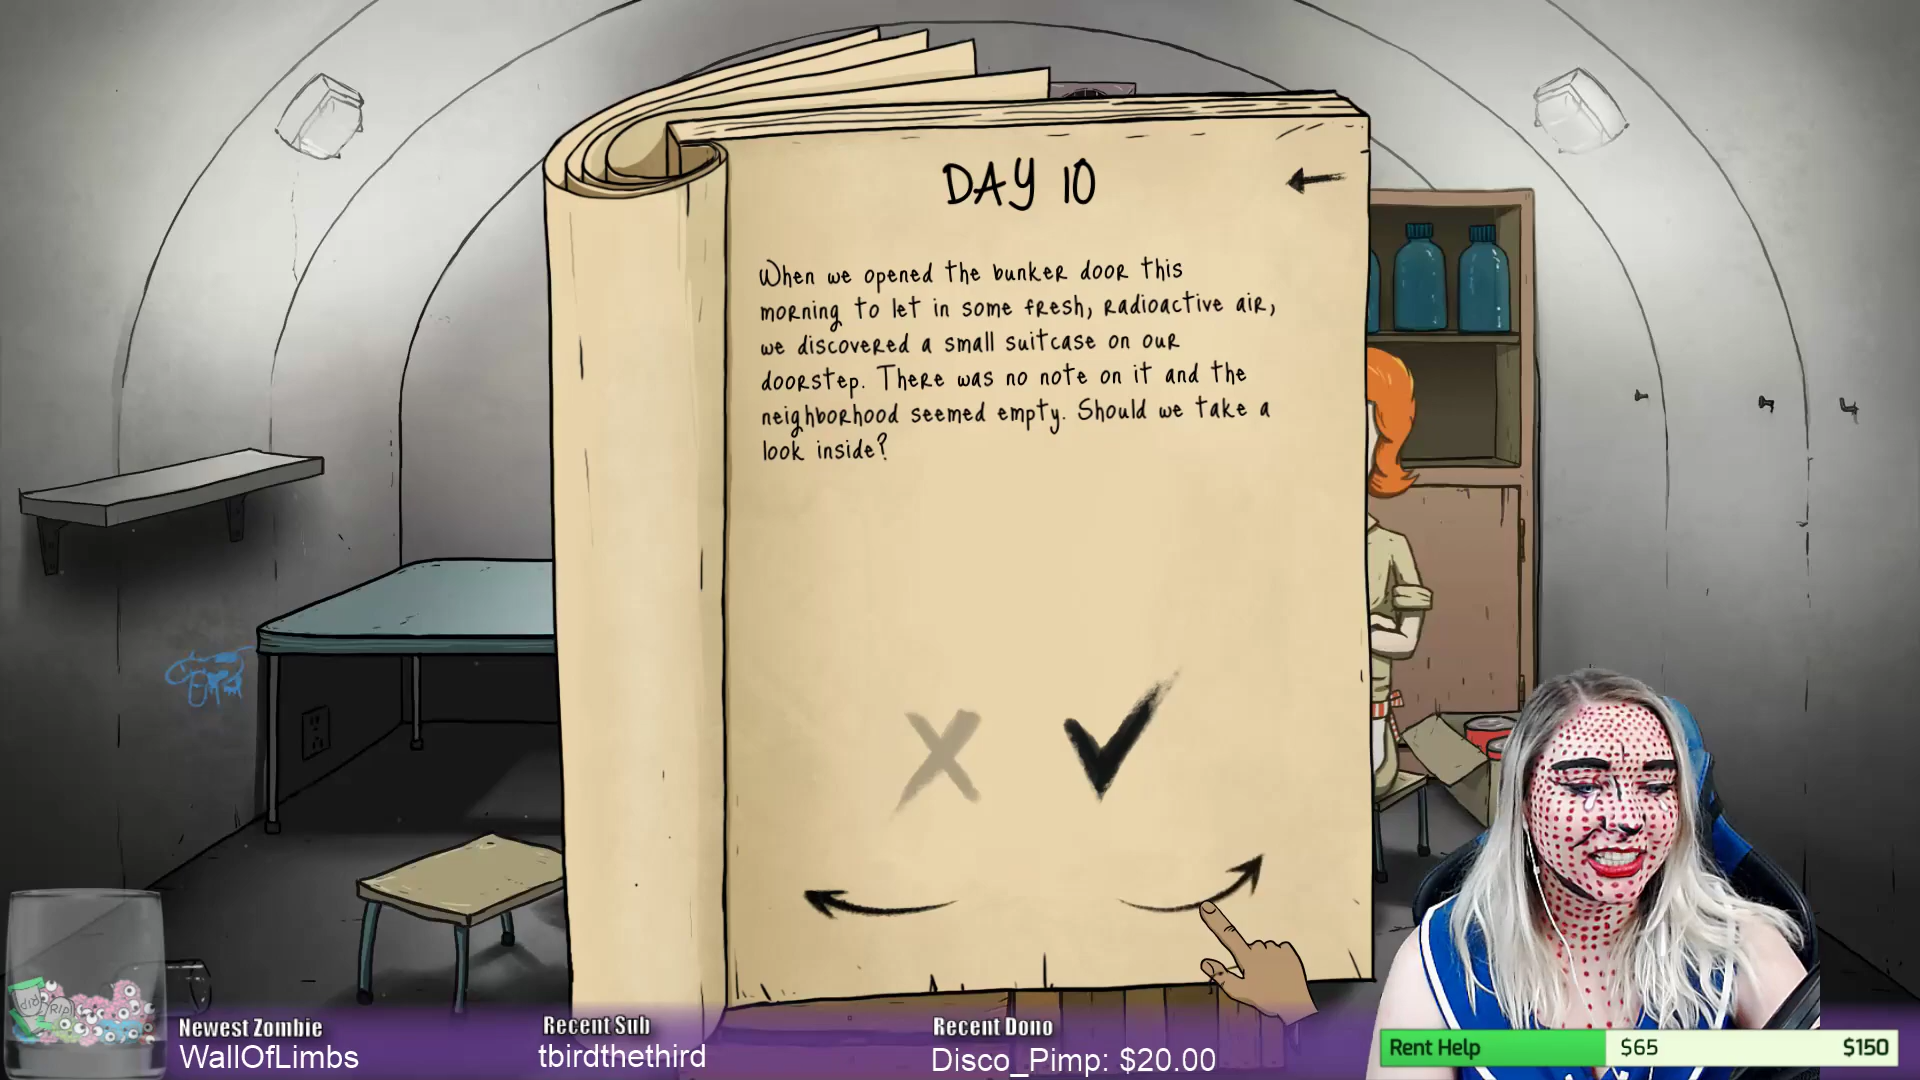 DAY 10
When we opened the bunker door this
morning to let in some fresh, radioactive air,
we discovered a small suitcase on our
doorstep. There was no note on it and the
neighborhood seemed empty. Should we take a
look inside?
RIP
Newest Zombie
WallOfLimbs
Recent Sub
tbirdthethird
Recent Dono
Disco_Pimp: $20.00
Rent Help
$65
$150